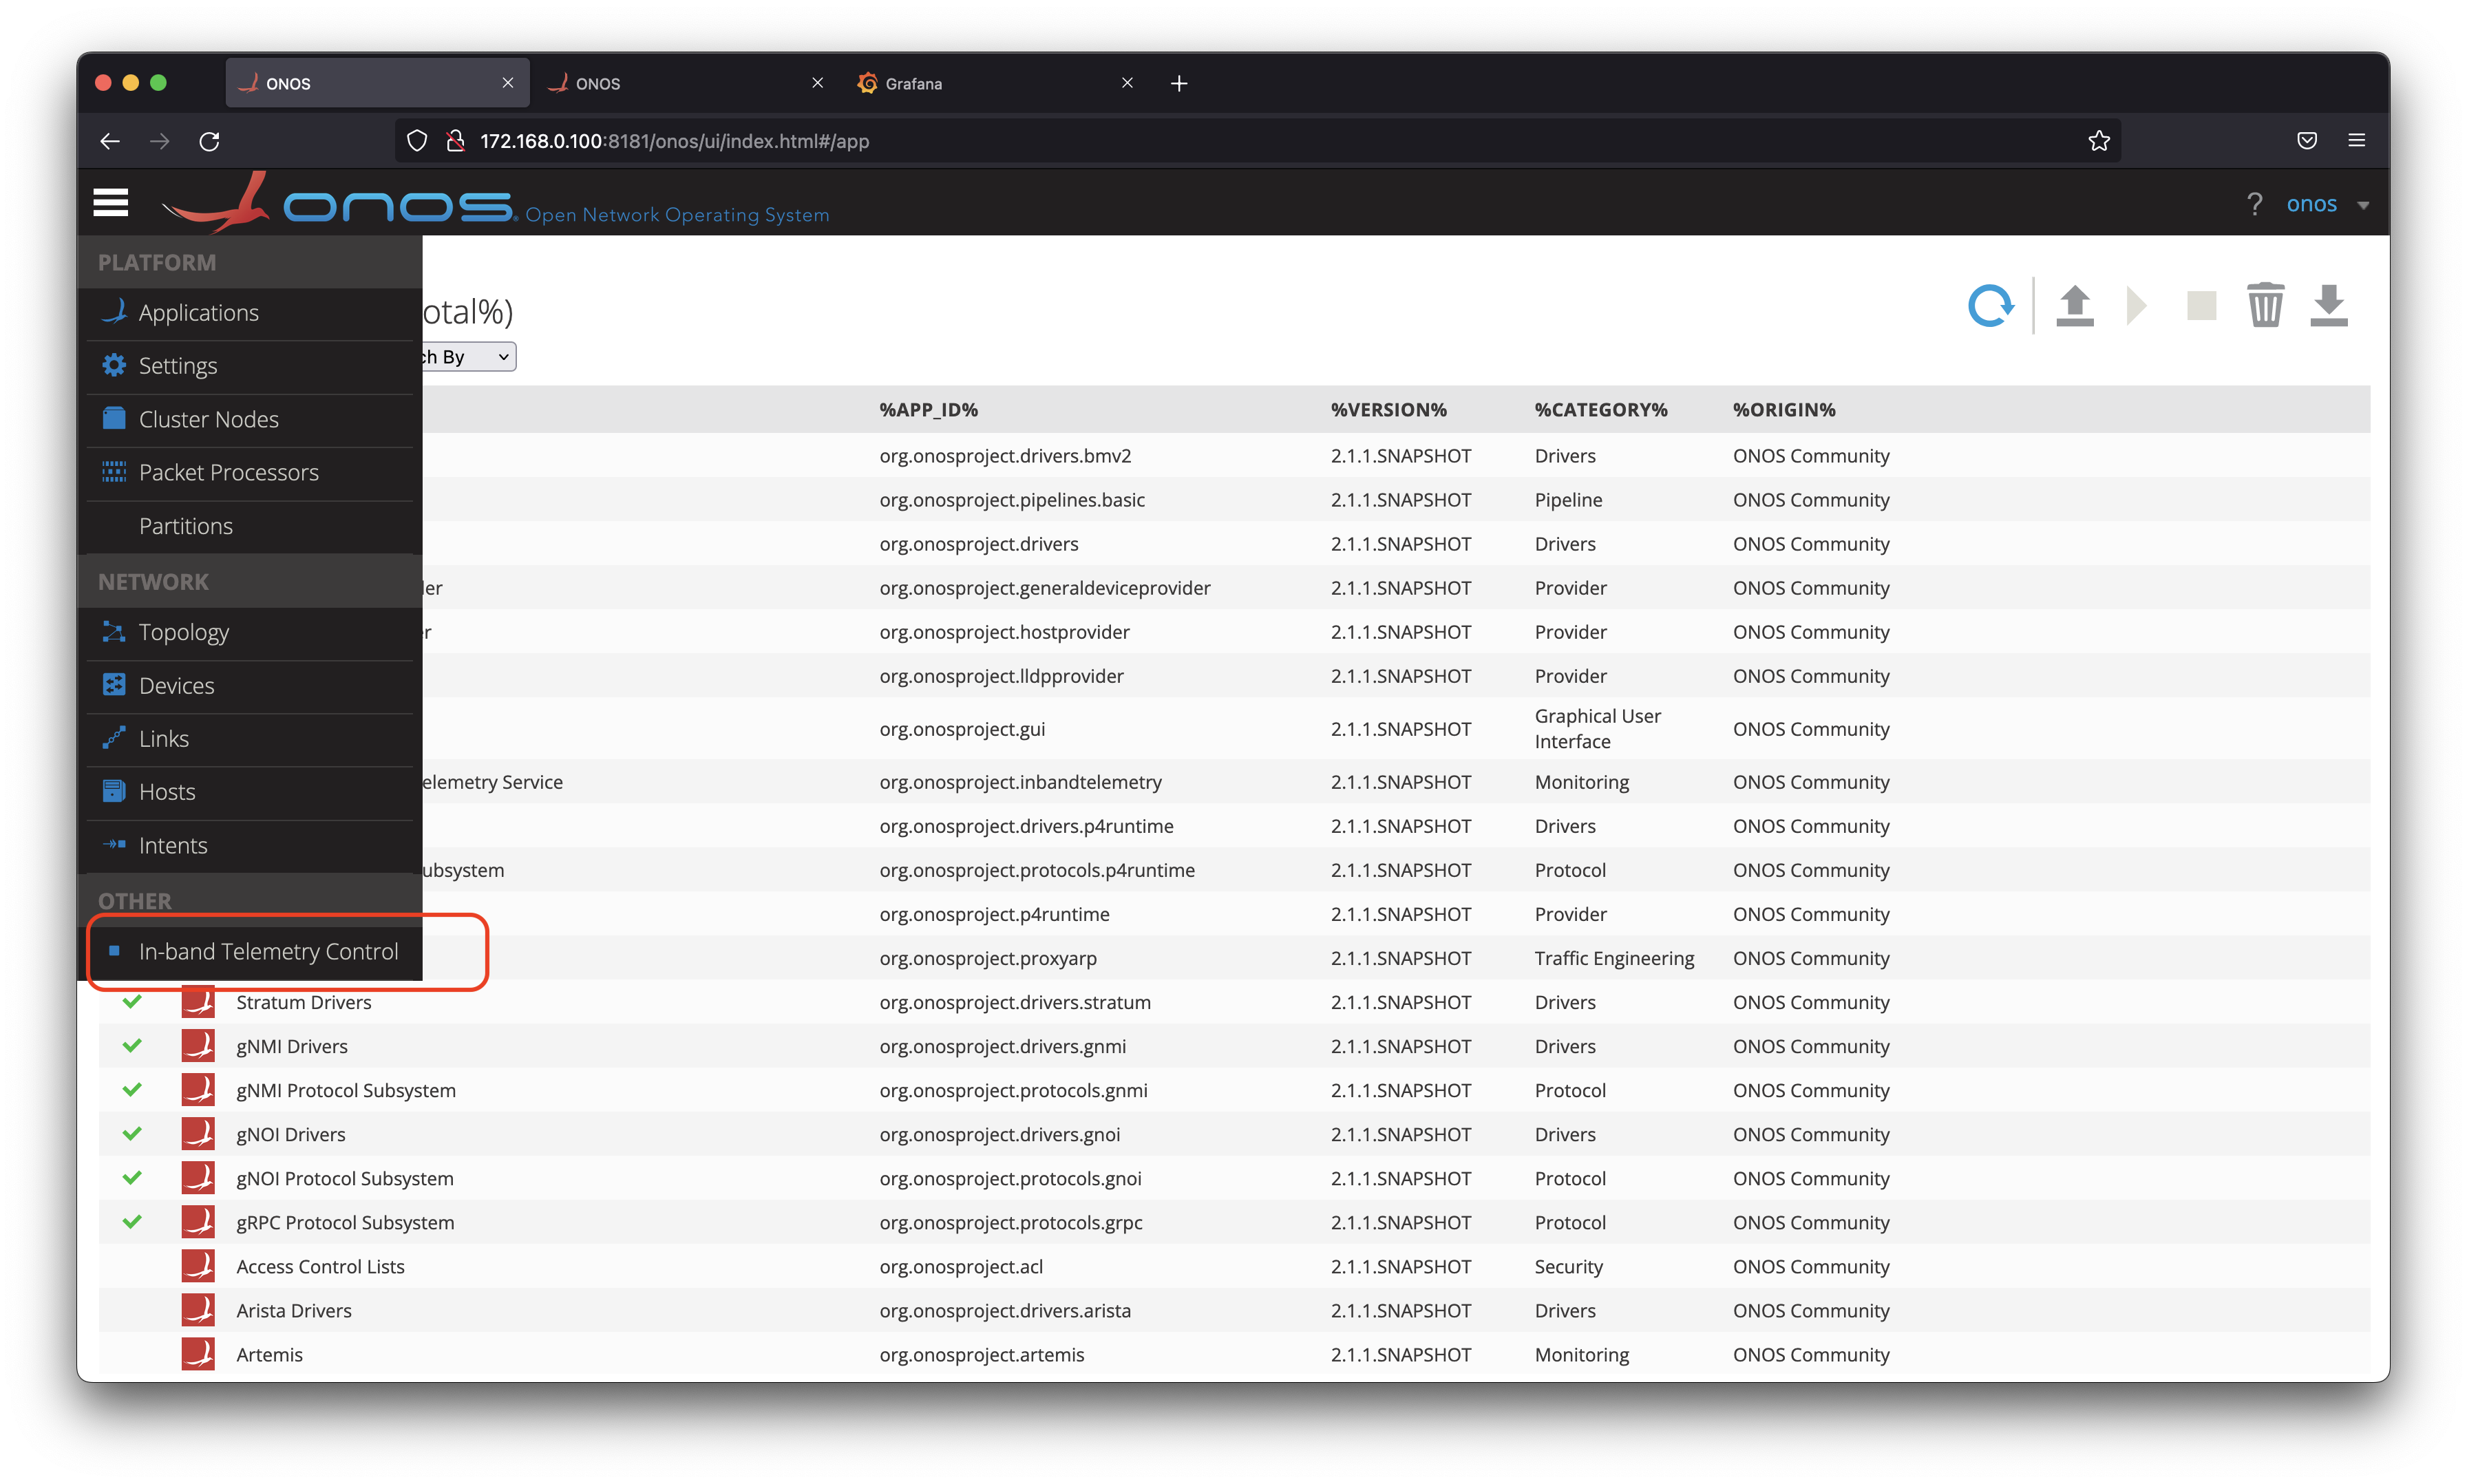 ONOS
ONOS
Grafana
172.168.0.100:8181/onos/ui/index.html#/app
onos Open Network Operating System
? onos
PLATFORM
Applications
Settings
Cluster Nodes
Packet Processors
Partitions
NETWORK
Topology
Devices
Links
Hosts
Intents
OTHER
In-band Telemetry Control
otal%)
ch By
%APP_ID% %VERSION% %CATEGORY% %ORIGIN%
org.onosproject.drivers.bmv2 2.1.1.SNAPSHOT Drivers ONOS Community
org.onosproject.pipelines.basic 2.1.1.SNAPSHOT Pipeline ONOS Community
org.onosproject.drivers 2.1.1.SNAPSHOT Drivers ONOS Community
ler org.onosproject.generaldeviceprovider 2.1.1.SNAPSHOT Provider ONOS Community
er org.onosproject.hostprovider 2.1.1.SNAPSHOT Provider ONOS Community
org.onosproject.lldpprovider 2.1.1.SNAPSHOT Provider ONOS Community
org.onosproject.gui 2.1.1.SNAPSHOT Graphical User Interface ONOS Community
elemetry Service org.onosproject.inbandtelemetry 2.1.1.SNAPSHOT Monitoring ONOS Community
org.onosproject.drivers.p4runtime 2.1.1.SNAPSHOT Drivers ONOS Community
ubsystem org.onosproject.protocols.p4runtime 2.1.1.SNAPSHOT Protocol ONOS Community
org.onosproject.p4runtime 2.1.1.SNAPSHOT Provider ONOS Community
org.onosproject.proxyarp 2.1.1.SNAPSHOT Traffic Engineering ONOS Community
Stratum Drivers org.onosproject.drivers.stratum 2.1.1.SNAPSHOT Drivers ONOS Community
gNMI Drivers org.onosproject.drivers.gnmi 2.1.1.SNAPSHOT Drivers ONOS Community
gNMI Protocol Subsystem org.onosproject.protocols.gnmi 2.1.1.SNAPSHOT Protocol ONOS Community
gNOI Drivers org.onosproject.drivers.gnoi 2.1.1.SNAPSHOT Drivers ONOS Community
gNOI Protocol Subsystem org.onosproject.protocols.gnoi 2.1.1.SNAPSHOT Protocol ONOS Community
gRPC Protocol Subsystem org.onosproject.protocols.grpc 2.1.1.SNAPSHOT Protocol ONOS Community
Access Control Lists org.onosproject.acl 2.1.1.SNAPSHOT Security ONOS Community
Arista Drivers org.onosproject.drivers.arista 2.1.1.SNAPSHOT Drivers ONOS Community
Artemis org.onosproject.artemis 2.1.1.SNAPSHOT Monitoring ONOS Community